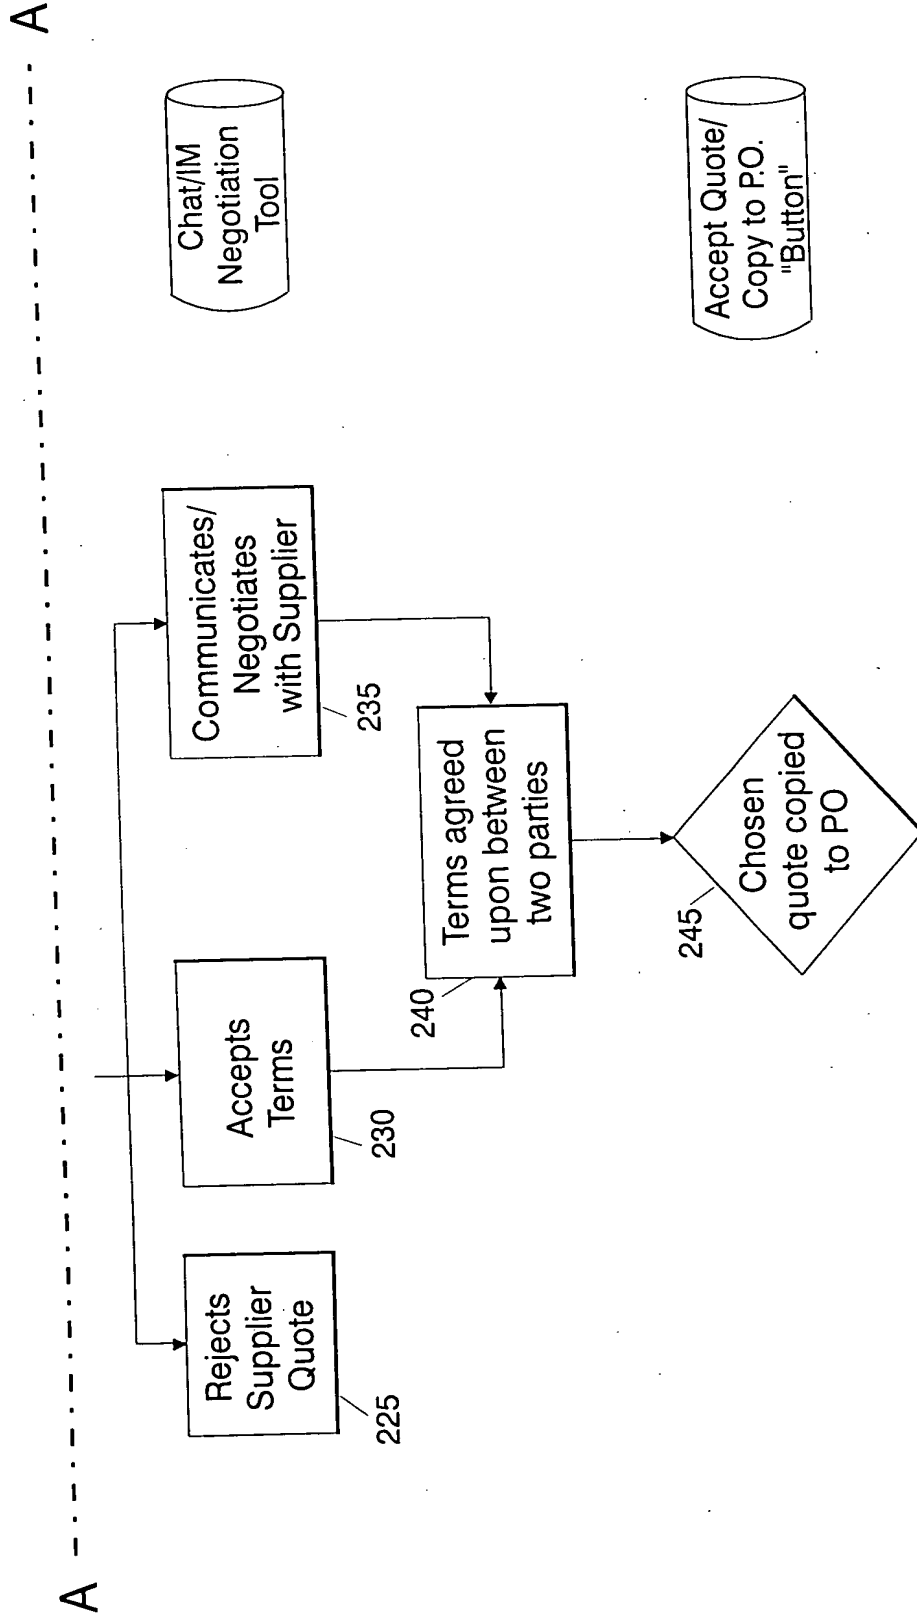 A
A
Rejects
Supplier
Quote
225
Accepts
Terms
230
Communicates/
Negotiates
with Supplier
235
Chat/IM
Negotiation
Tool
Terms agreed
upon between
two parties
240
Chosen
quote copied
to PO
245
Accept Quote/
Copy to P.O.
"Button"